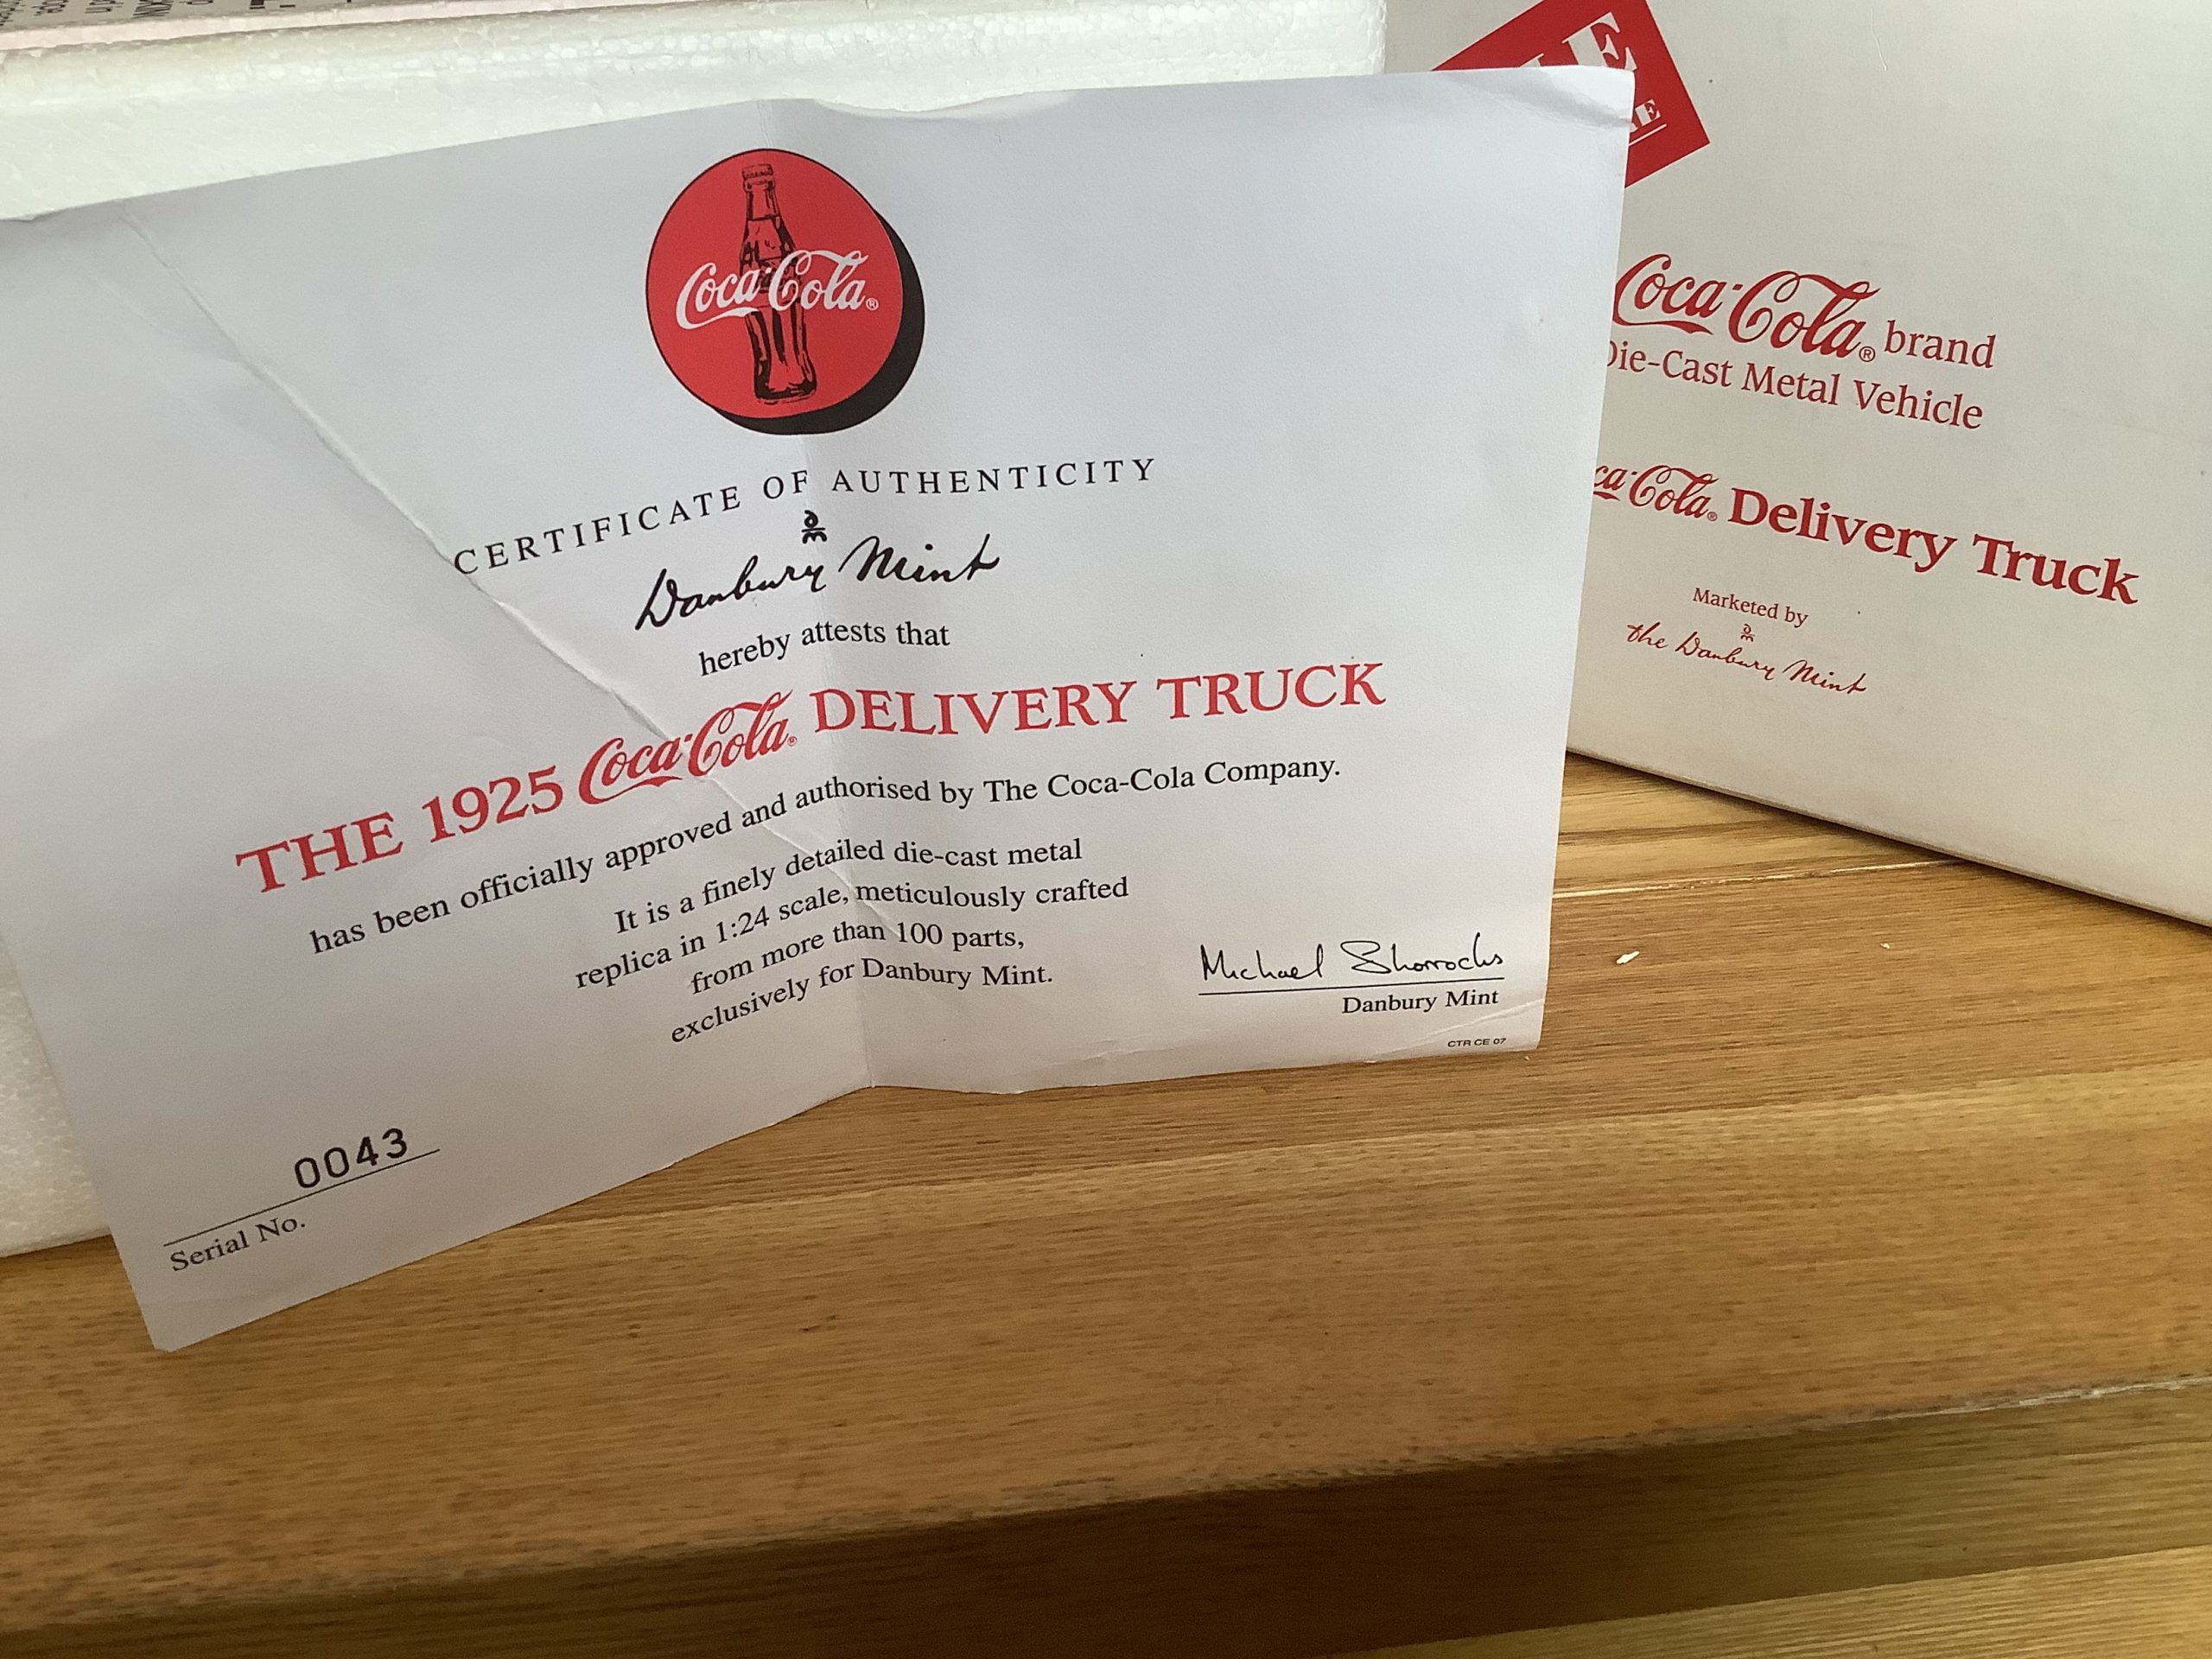 Coca-Cola®
CERTIFICATE OF AUTHENTICITY
Danbury Mint
hereby attests that
THE 1925 Coca-Cola® DELIVERY TRUCK
has been officially approved and authorised by The Coca-Cola Company.
It is a finely detailed die-cast metal
replica in 1:24 scale, meticulously crafted
from more than 100 parts,
exclusively for Danbury Mint.
Michael Shorrocks
Danbury Mint
CTR CE 07
0043
Serial No.
Coca-Cola® brand
Die-Cast Metal Vehicle
ca-Cola® Delivery Truck
Marketed by
the Danbury Mint